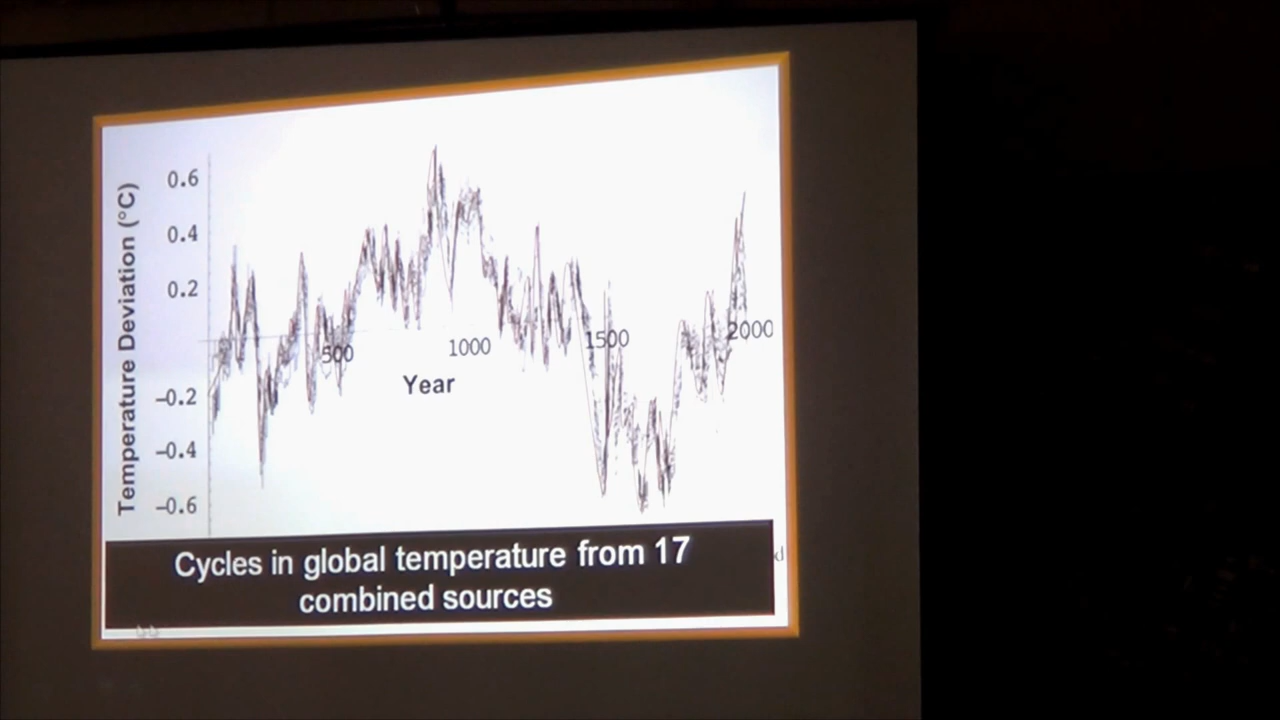 Temperature Deviation (°C)
0.6
0.4
0.2
−0.2
−0.4
−0.6
500
1000
1500
2000
Year
Cycles in global temperature from 17
combined sources